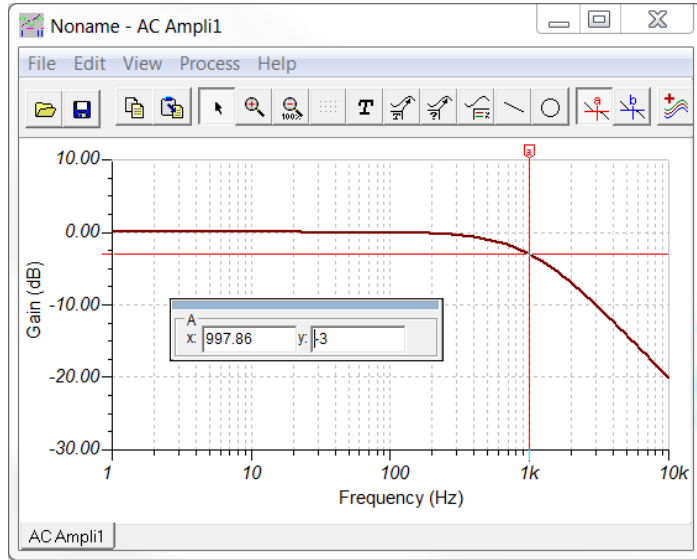 Noname - AC Ampli1
File Edit View Process Help
T 100% T ? =x a b +
a
10.00
0.00
-10.00
-20.00
-30.00
Gain (dB)
A
x: 997.86 y: -3
1 10 100 1k 10k
Frequency (Hz)
AC Ampli1